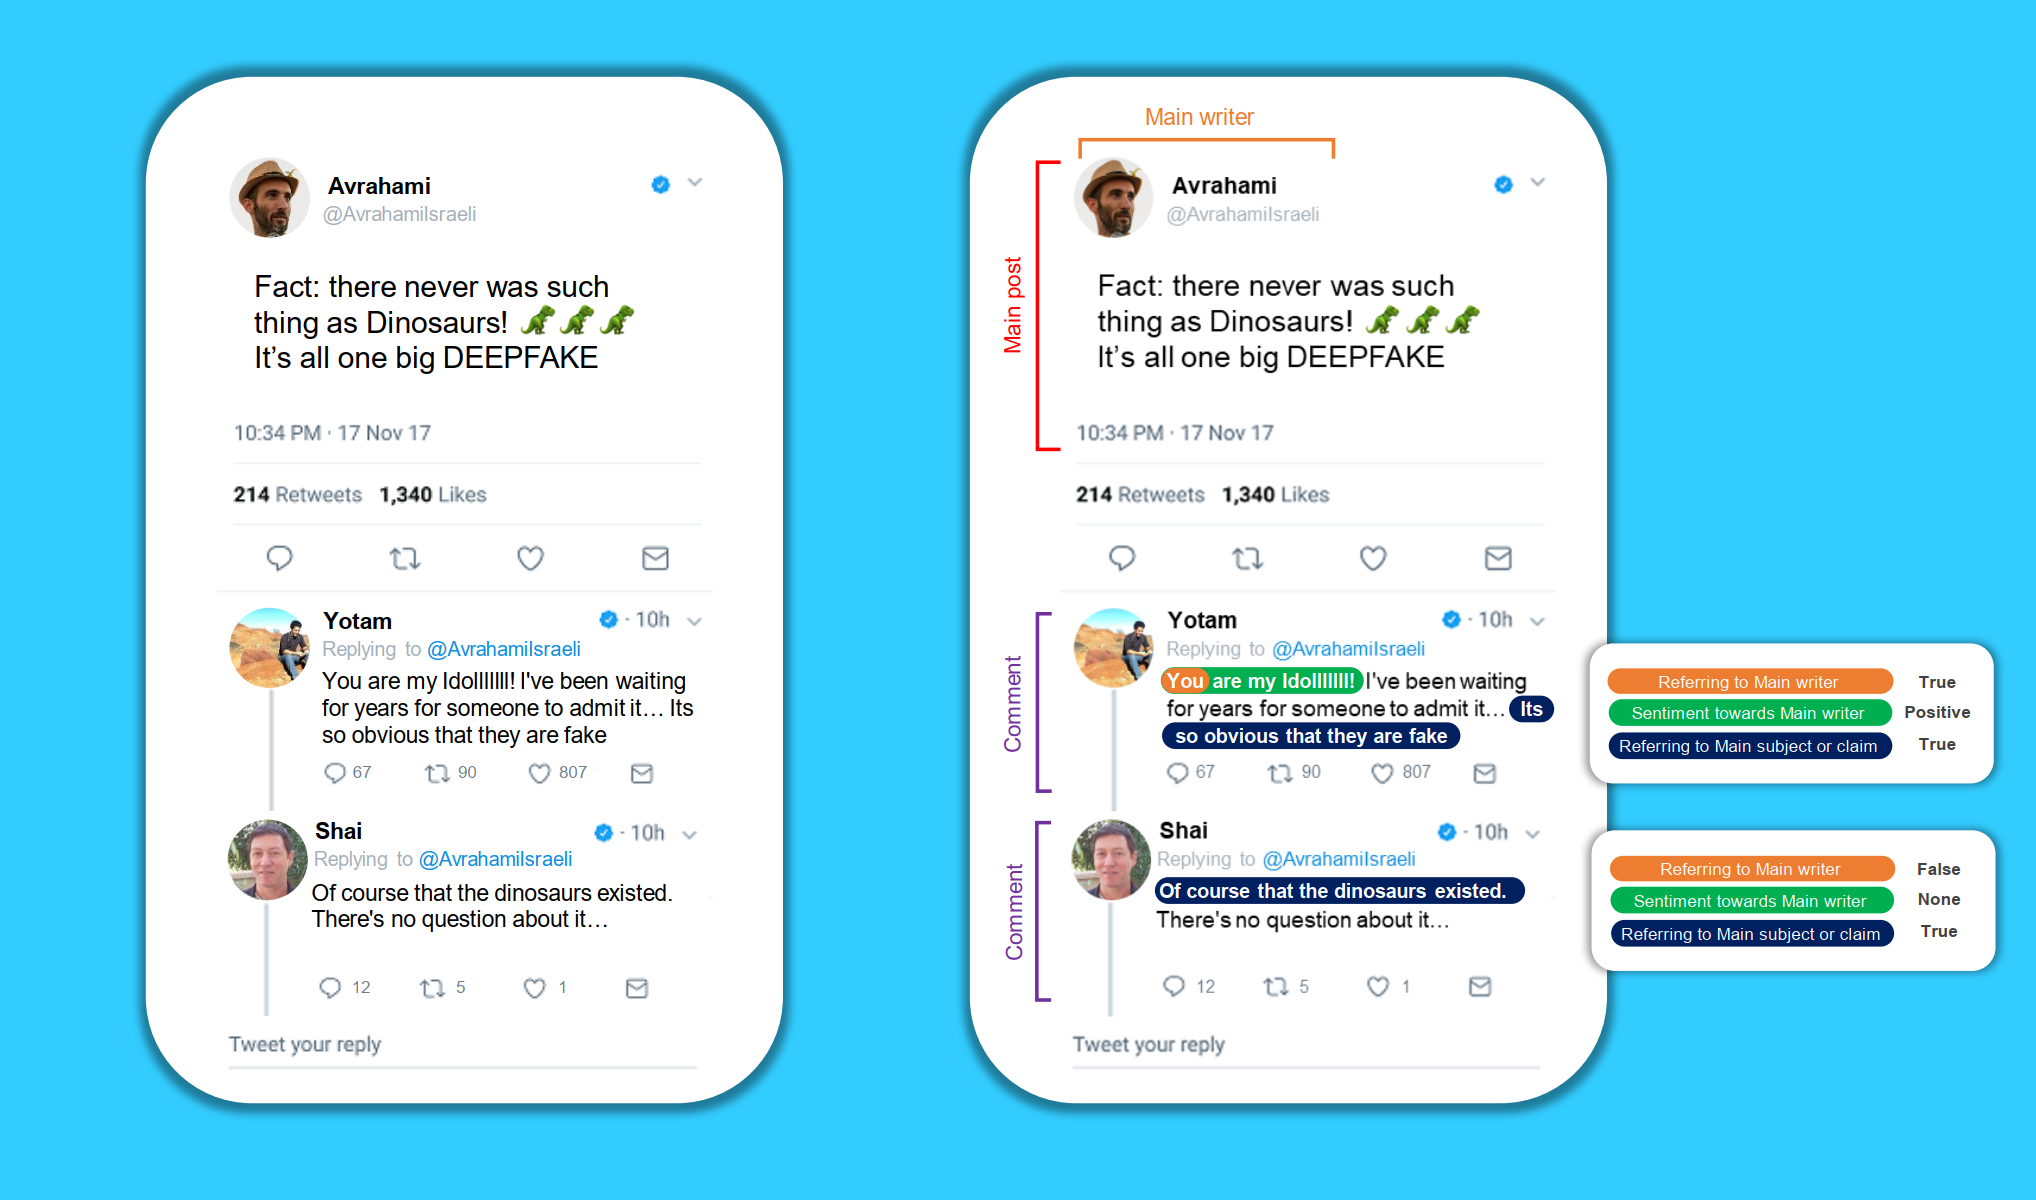 Avrahami
@AvrahamiIsraeli
Fact: there never was such
thing as Dinosaurs! 🦖🦖🦖
It's all one big DEEPFAKE
10:34 PM · 17 Nov 17
214 Retweets 1,340 Likes
Yotam · 10h
Replying to @AvrahamiIsraeli
You are my Idolllllll! I've been waiting
for years for someone to admit it… Its
so obvious that they are fake
67 90 807
Shai · 10h
Replying to @AvrahamiIsraeli
Of course that the dinosaurs existed.
There's no question about it…
12 5 1
Tweet your reply
Main writer
Main post
Avrahami
@AvrahamiIsraeli
Fact: there never was such
thing as Dinosaurs! 🦖🦖🦖
It's all one big DEEPFAKE
10:34 PM · 17 Nov 17
214 Retweets 1,340 Likes
Comment
Yotam · 10h
Replying to @AvrahamiIsraeli
You are my Idolllllll! I've been waiting
for years for someone to admit it… Its
so obvious that they are fake
67 90 807
Comment
Shai · 10h
Replying to @AvrahamiIsraeli
Of course that the dinosaurs existed.
There's no question about it…
12 5 1
Tweet your reply
Referring to Main writer True
Sentiment towards Main writer Positive
Referring to Main subject or claim True
Referring to Main writer False
Sentiment towards Main writer None
Referring to Main subject or claim True